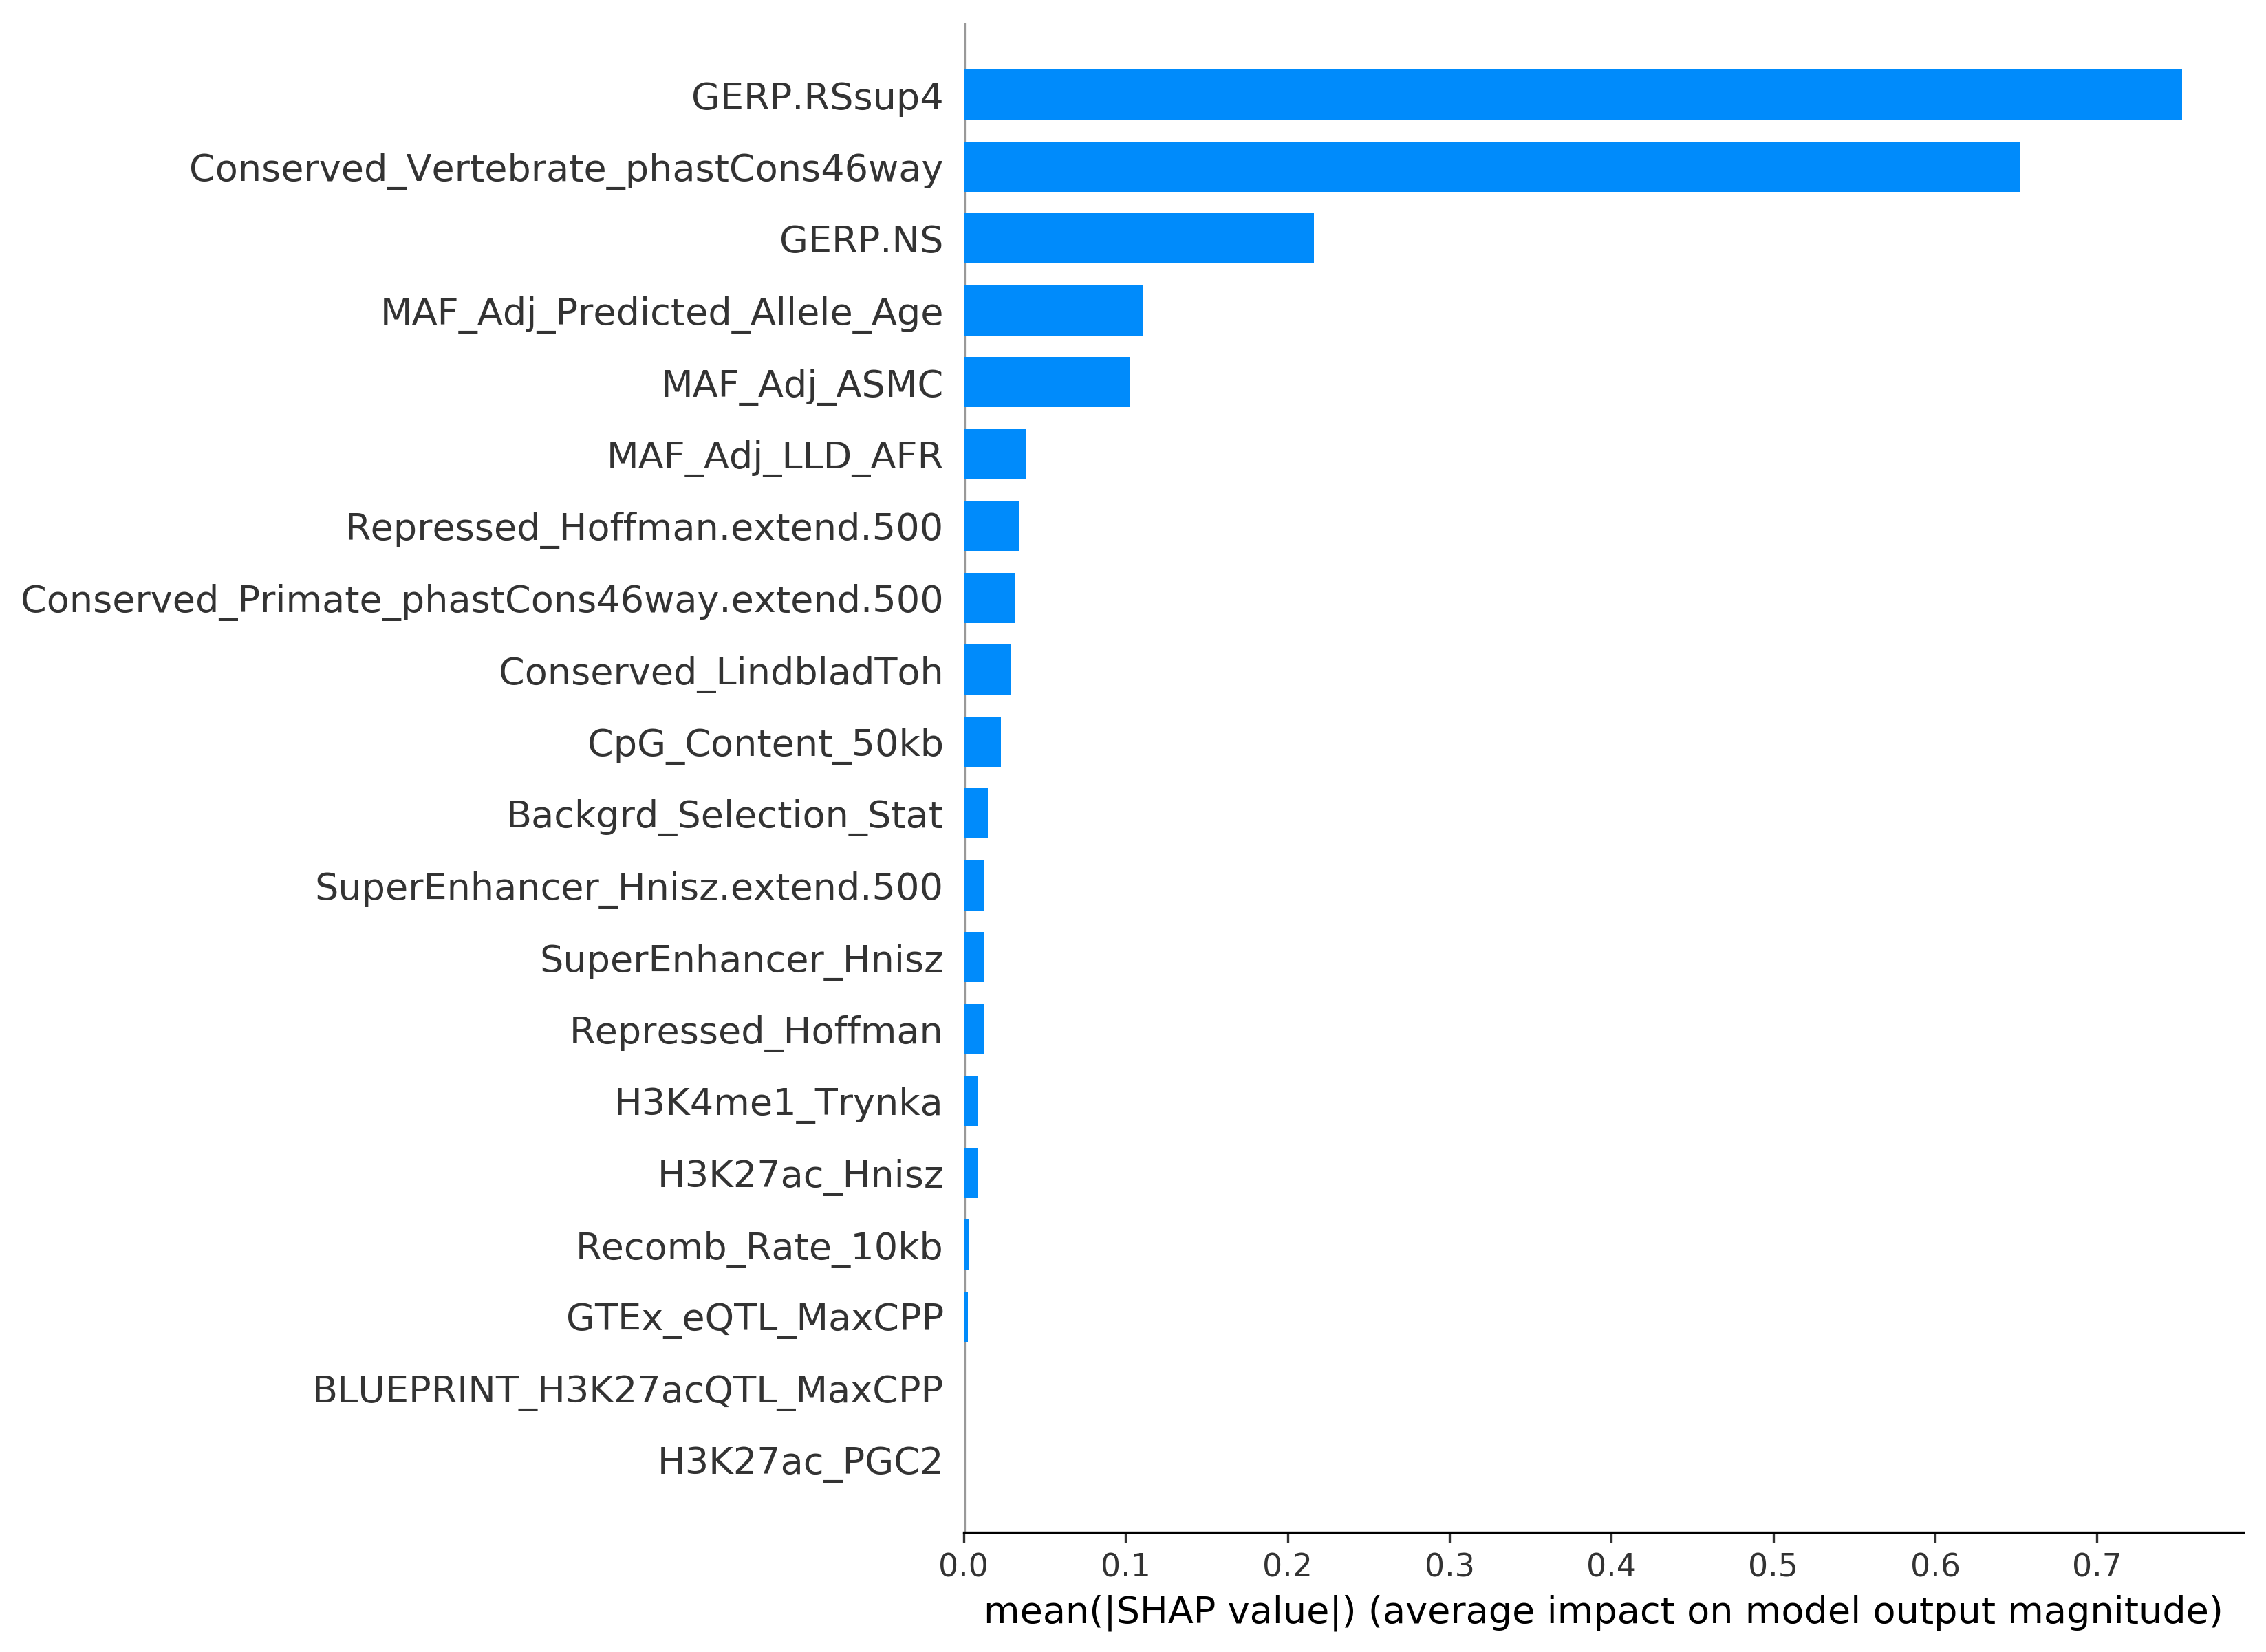 GERP.RSsup4
Conserved_Vertebrate_phastCons46way
GERP.NS
MAF_Adj_Predicted_Allele_Age
MAF_Adj_ASMC
MAF_Adj_LLD_AFR
Repressed_Hoffman.extend.500
Conserved_Primate_phastCons46way.extend.500
Conserved_LindbladToh
CpG_Content_50kb
Backgrd_Selection_Stat
SuperEnhancer_Hnisz.extend.500
SuperEnhancer_Hnisz
Repressed_Hoffman
H3K4me1_Trynka
H3K27ac_Hnisz
Recomb_Rate_10kb
GTEx_eQTL_MaxCPP
BLUEPRINT_H3K27acQTL_MaxCPP
H3K27ac_PGC2
0.0 0.1 0.2 0.3 0.4 0.5 0.6 0.7
mean(|SHAP value|) (average impact on model output magnitude)